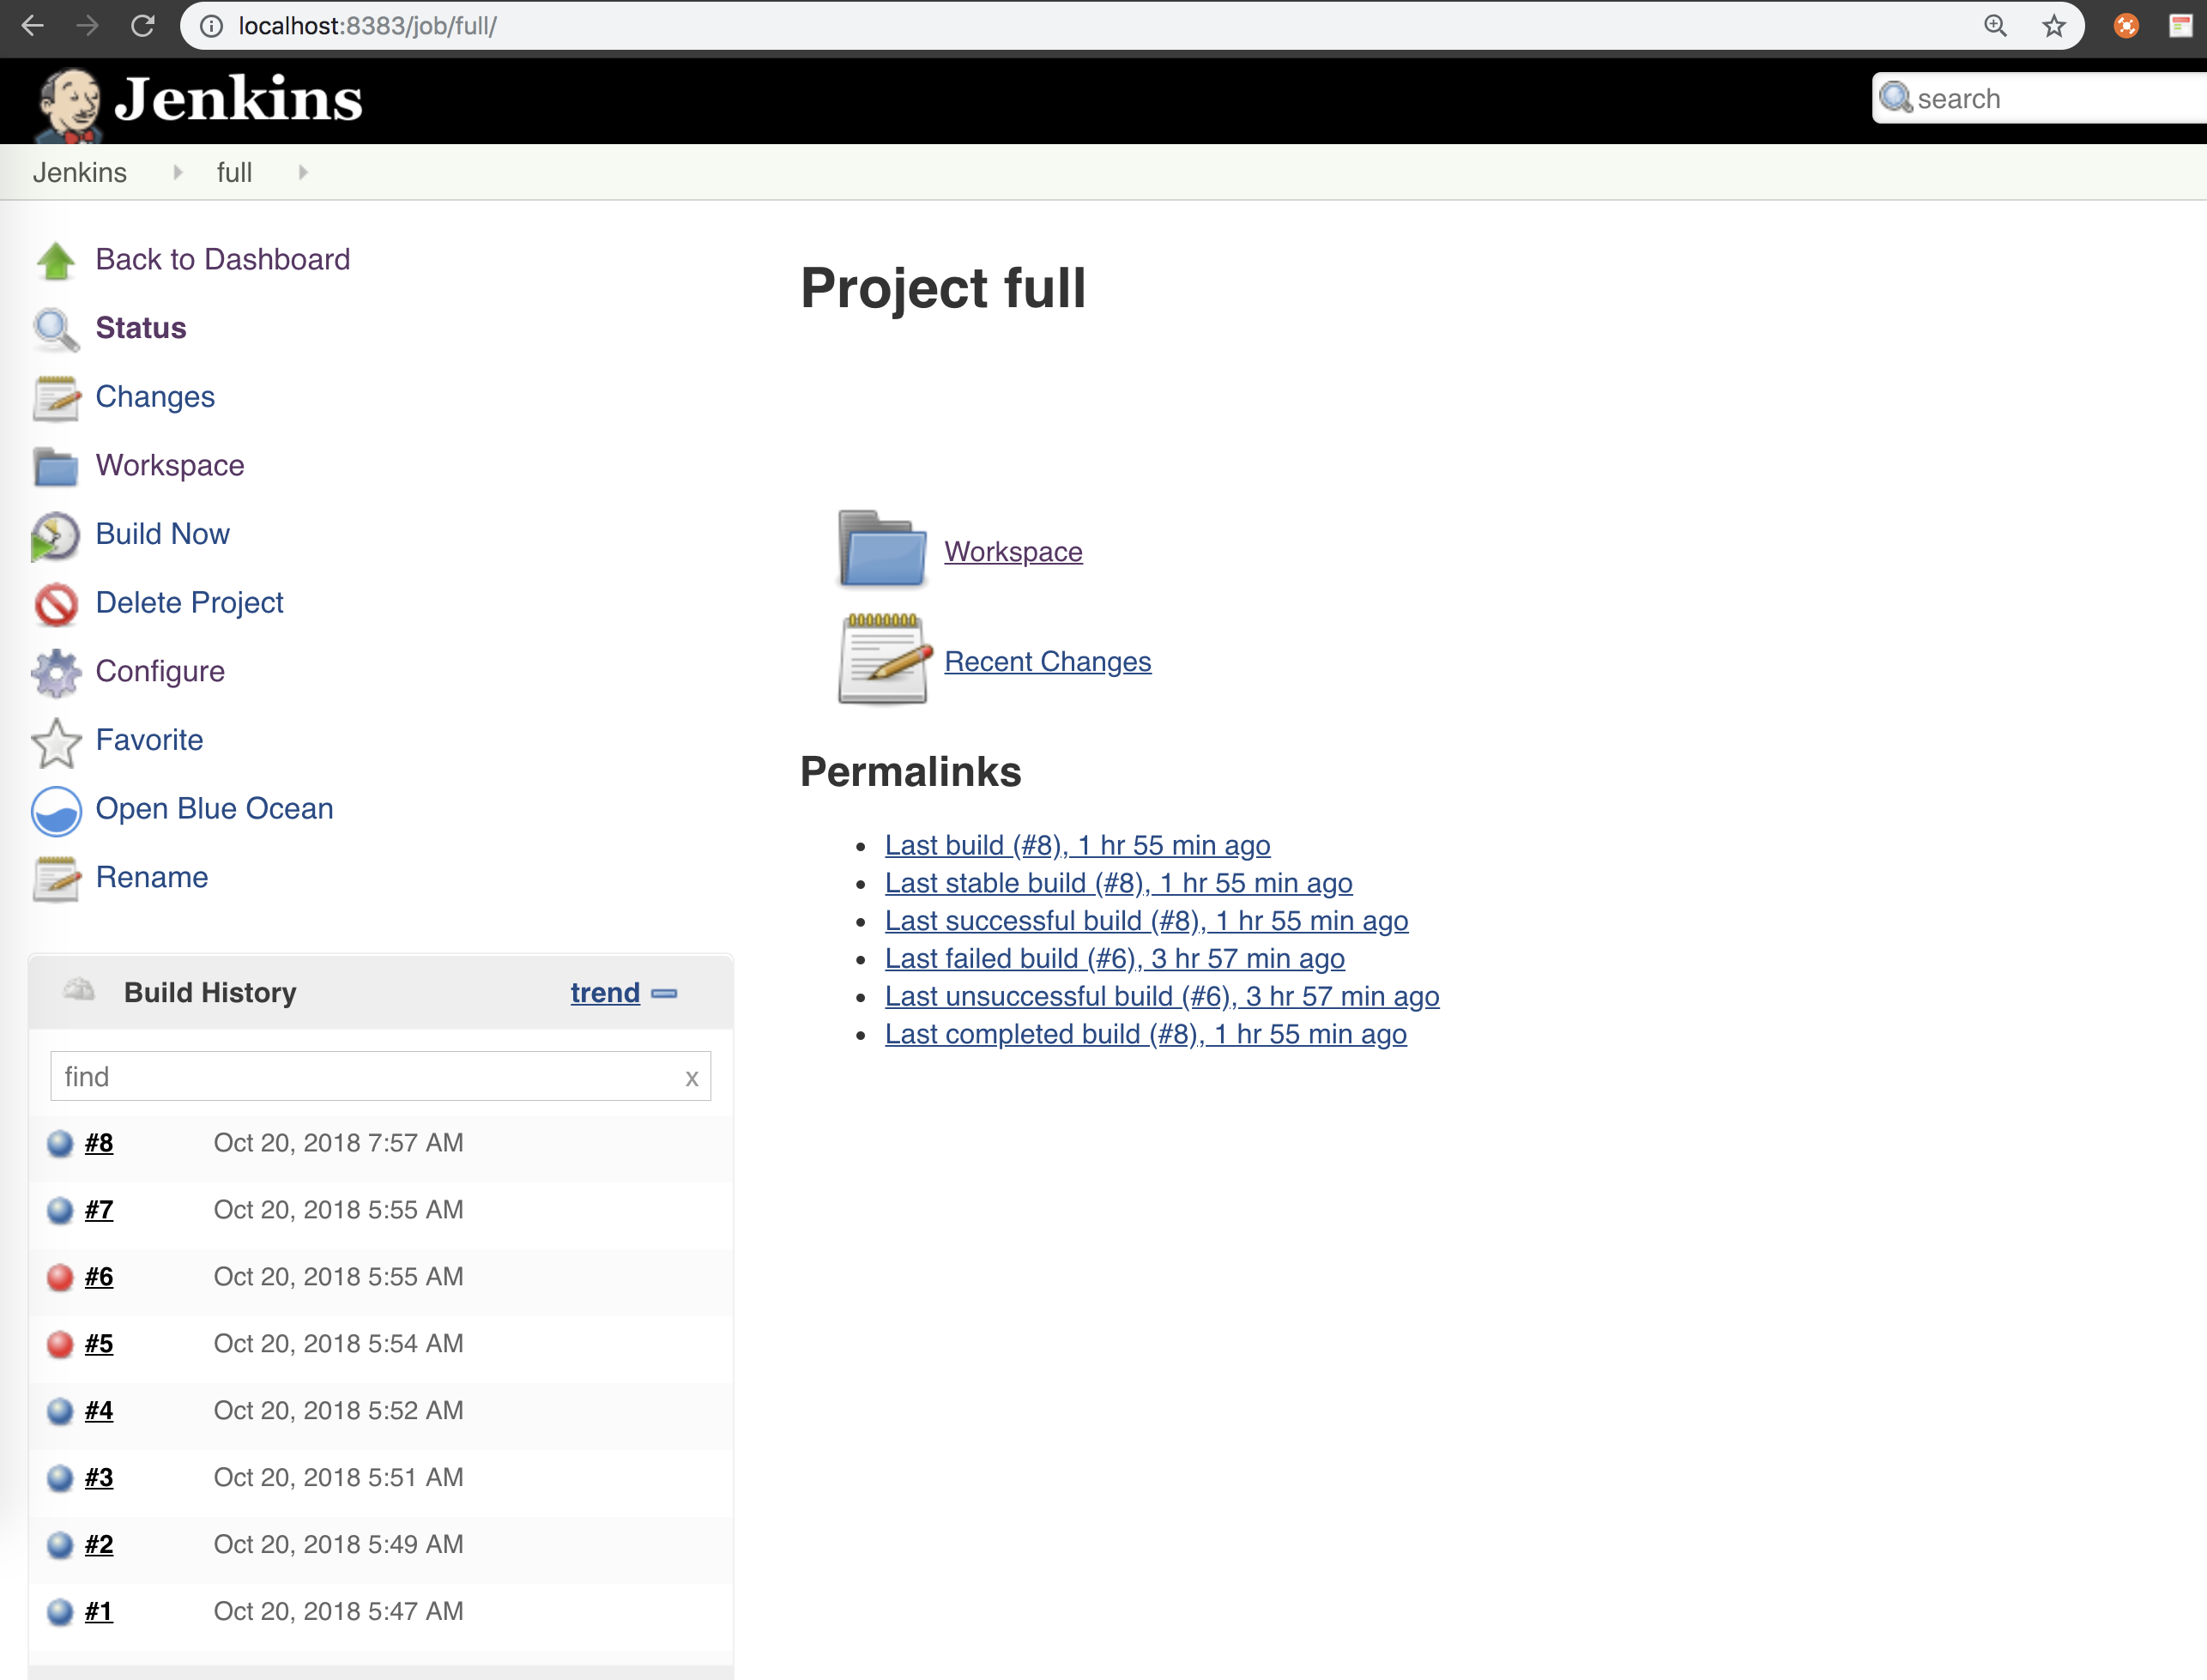 localhost:8383/job/full/
Jenkins
search
Jenkins full
Back to Dashboard
Status
Changes
Workspace
Build Now
Delete Project
Configure
Favorite
Open Blue Ocean
Rename
Build History trend
find x
#8 Oct 20, 2018 7:57 AM
#7 Oct 20, 2018 5:55 AM
#6 Oct 20, 2018 5:55 AM
#5 Oct 20, 2018 5:54 AM
#4 Oct 20, 2018 5:52 AM
#3 Oct 20, 2018 5:51 AM
#2 Oct 20, 2018 5:49 AM
#1 Oct 20, 2018 5:47 AM
Project full
Workspace
Recent Changes
Permalinks
Last build (#8), 1 hr 55 min ago
Last stable build (#8), 1 hr 55 min ago
Last successful build (#8), 1 hr 55 min ago
Last failed build (#6), 3 hr 57 min ago
Last unsuccessful build (#6), 3 hr 57 min ago
Last completed build (#8), 1 hr 55 min ago